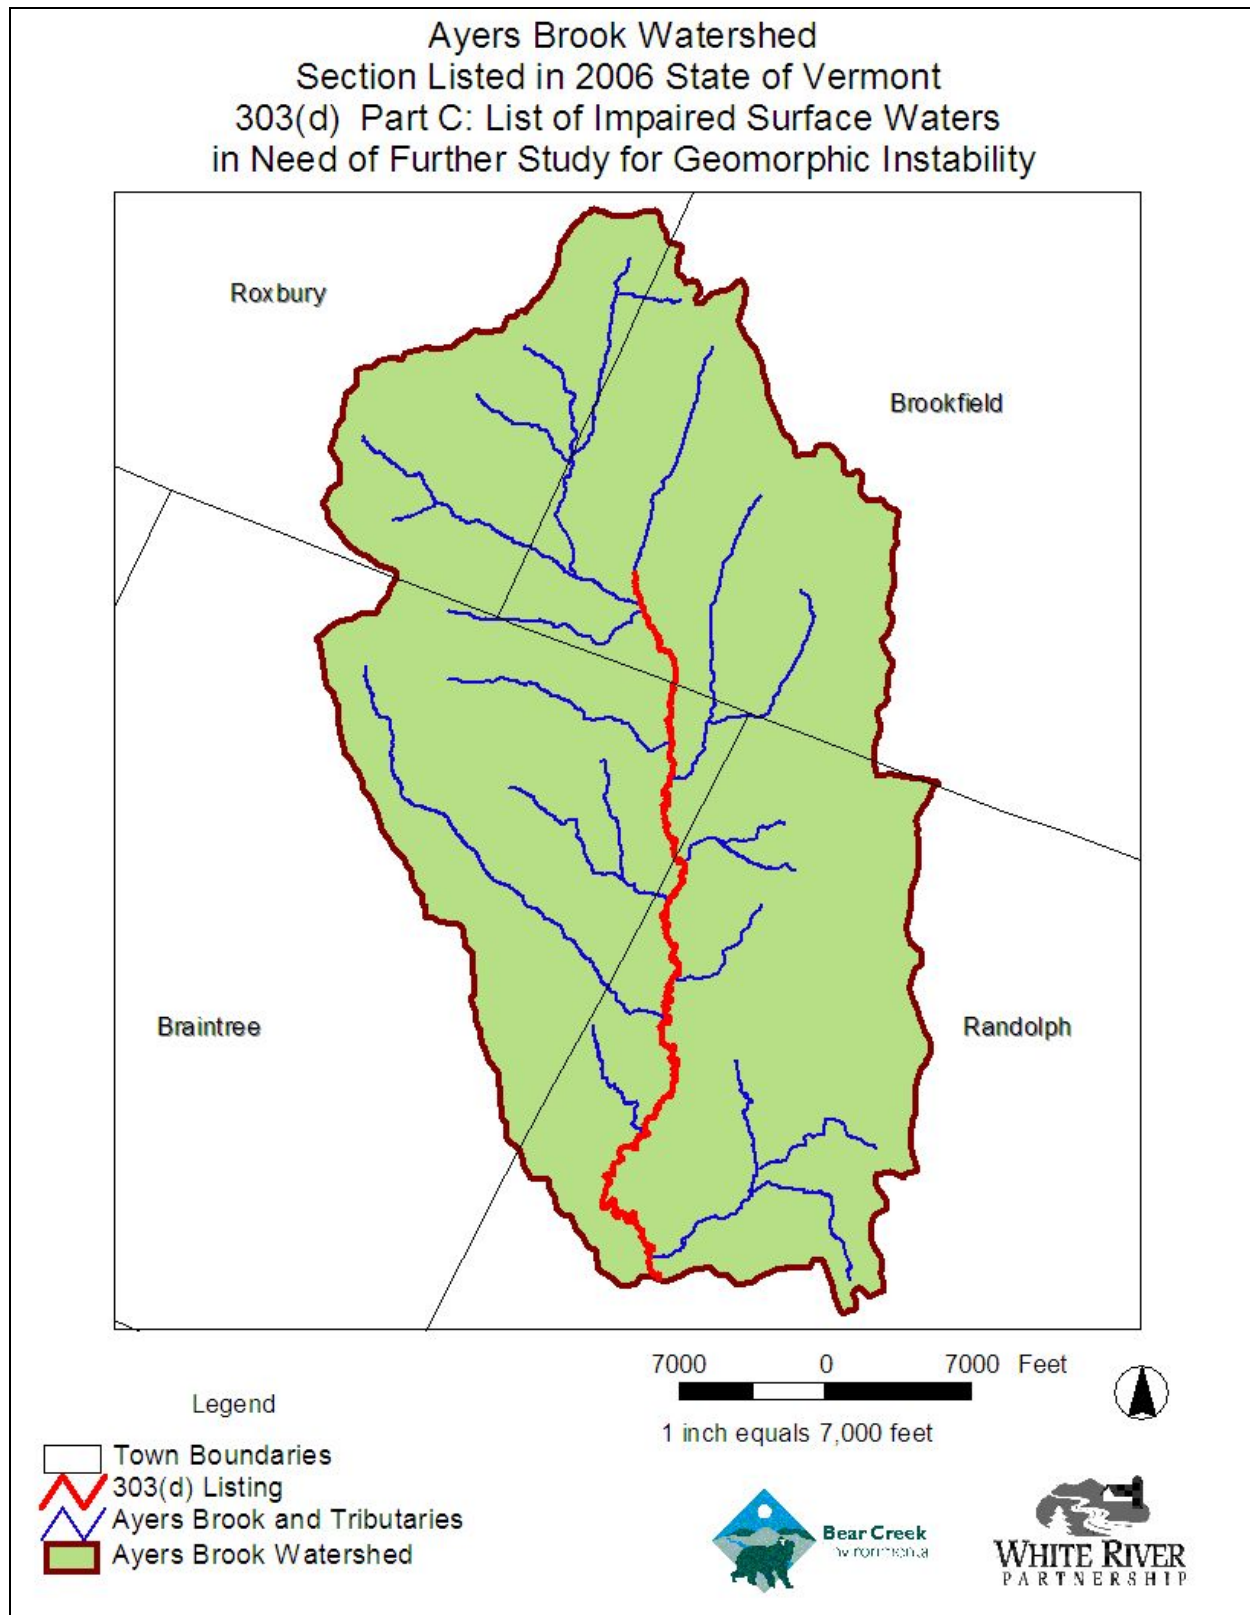 Ayers Brook Watershed
Section Listed in 2006 State of Vermont
303(d) Part C: List of Impaired Surface Waters
in Need of Further Study for Geomorphic Instability
Roxbury
Brookfield
Braintree
Randolph
7000 0 7000 Feet
1 inch equals 7,000 feet
Legend
Town Boundaries
303(d) Listing
Ayers Brook and Tributaries
Ayers Brook Watershed
Bear Creek
WHITE RIVER
PARTNERSHIP